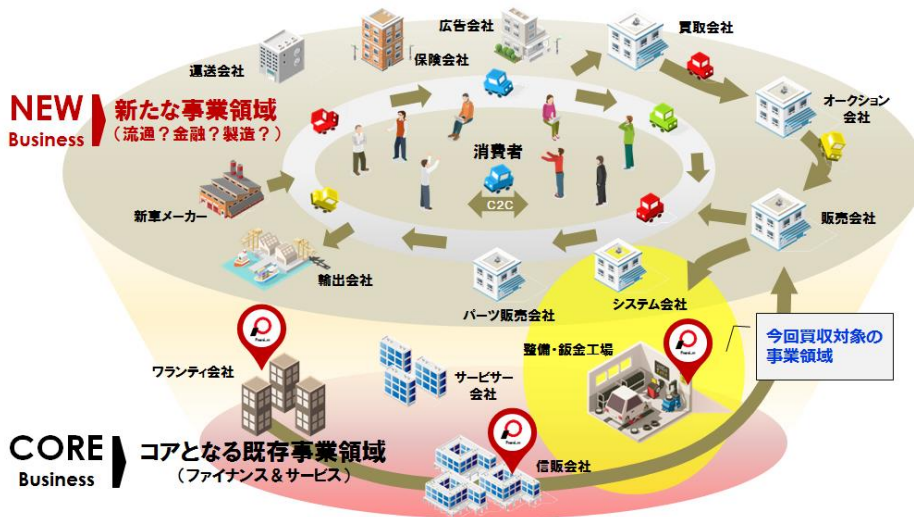 広告会社
買取会社
保険会社
運送会社
NEW
Business
新たな事業領域
(流通?金融?製造?)
オークション
会社
消費者
C2C
新車メーカー
販売会社
輸出会社
パーツ販売会社
システム会社
今回買収対象の
事業領域
整備・鈑金工場
ワランティ会社
サービサー
会社
CORE
Business
コアとなる既存事業領域
(ファイナンス&サービス)
信販会社